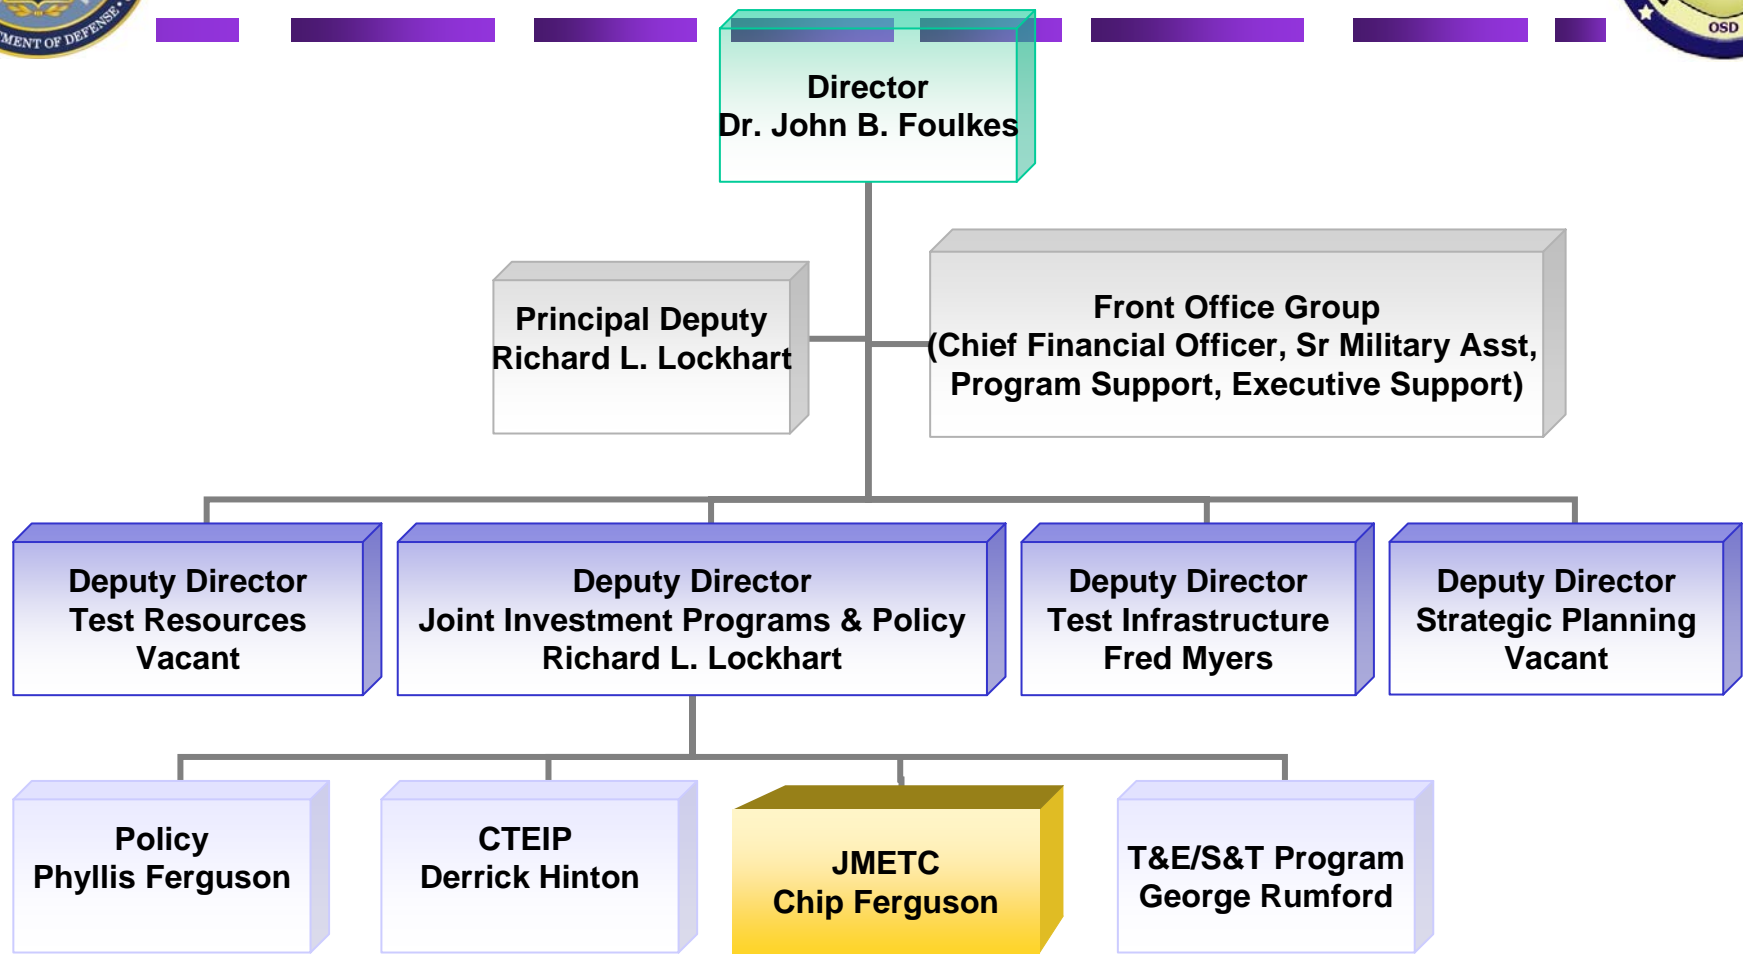 MENT OF DEFENSE
OSD
Director
Dr. John B. Foulkes
Principal Deputy
Richard L. Lockhart
Front Office Group
(Chief Financial Officer, Sr Military Asst,
Program Support, Executive Support)
Deputy Director
Test Resources
Vacant
Deputy Director
Joint Investment Programs & Policy
Richard L. Lockhart
Deputy Director
Test Infrastructure
Fred Myers
Deputy Director
Strategic Planning
Vacant
Policy
Phyllis Ferguson
CTEIP
Derrick Hinton
JMETC
Chip Ferguson
T&E/S&T Program
George Rumford